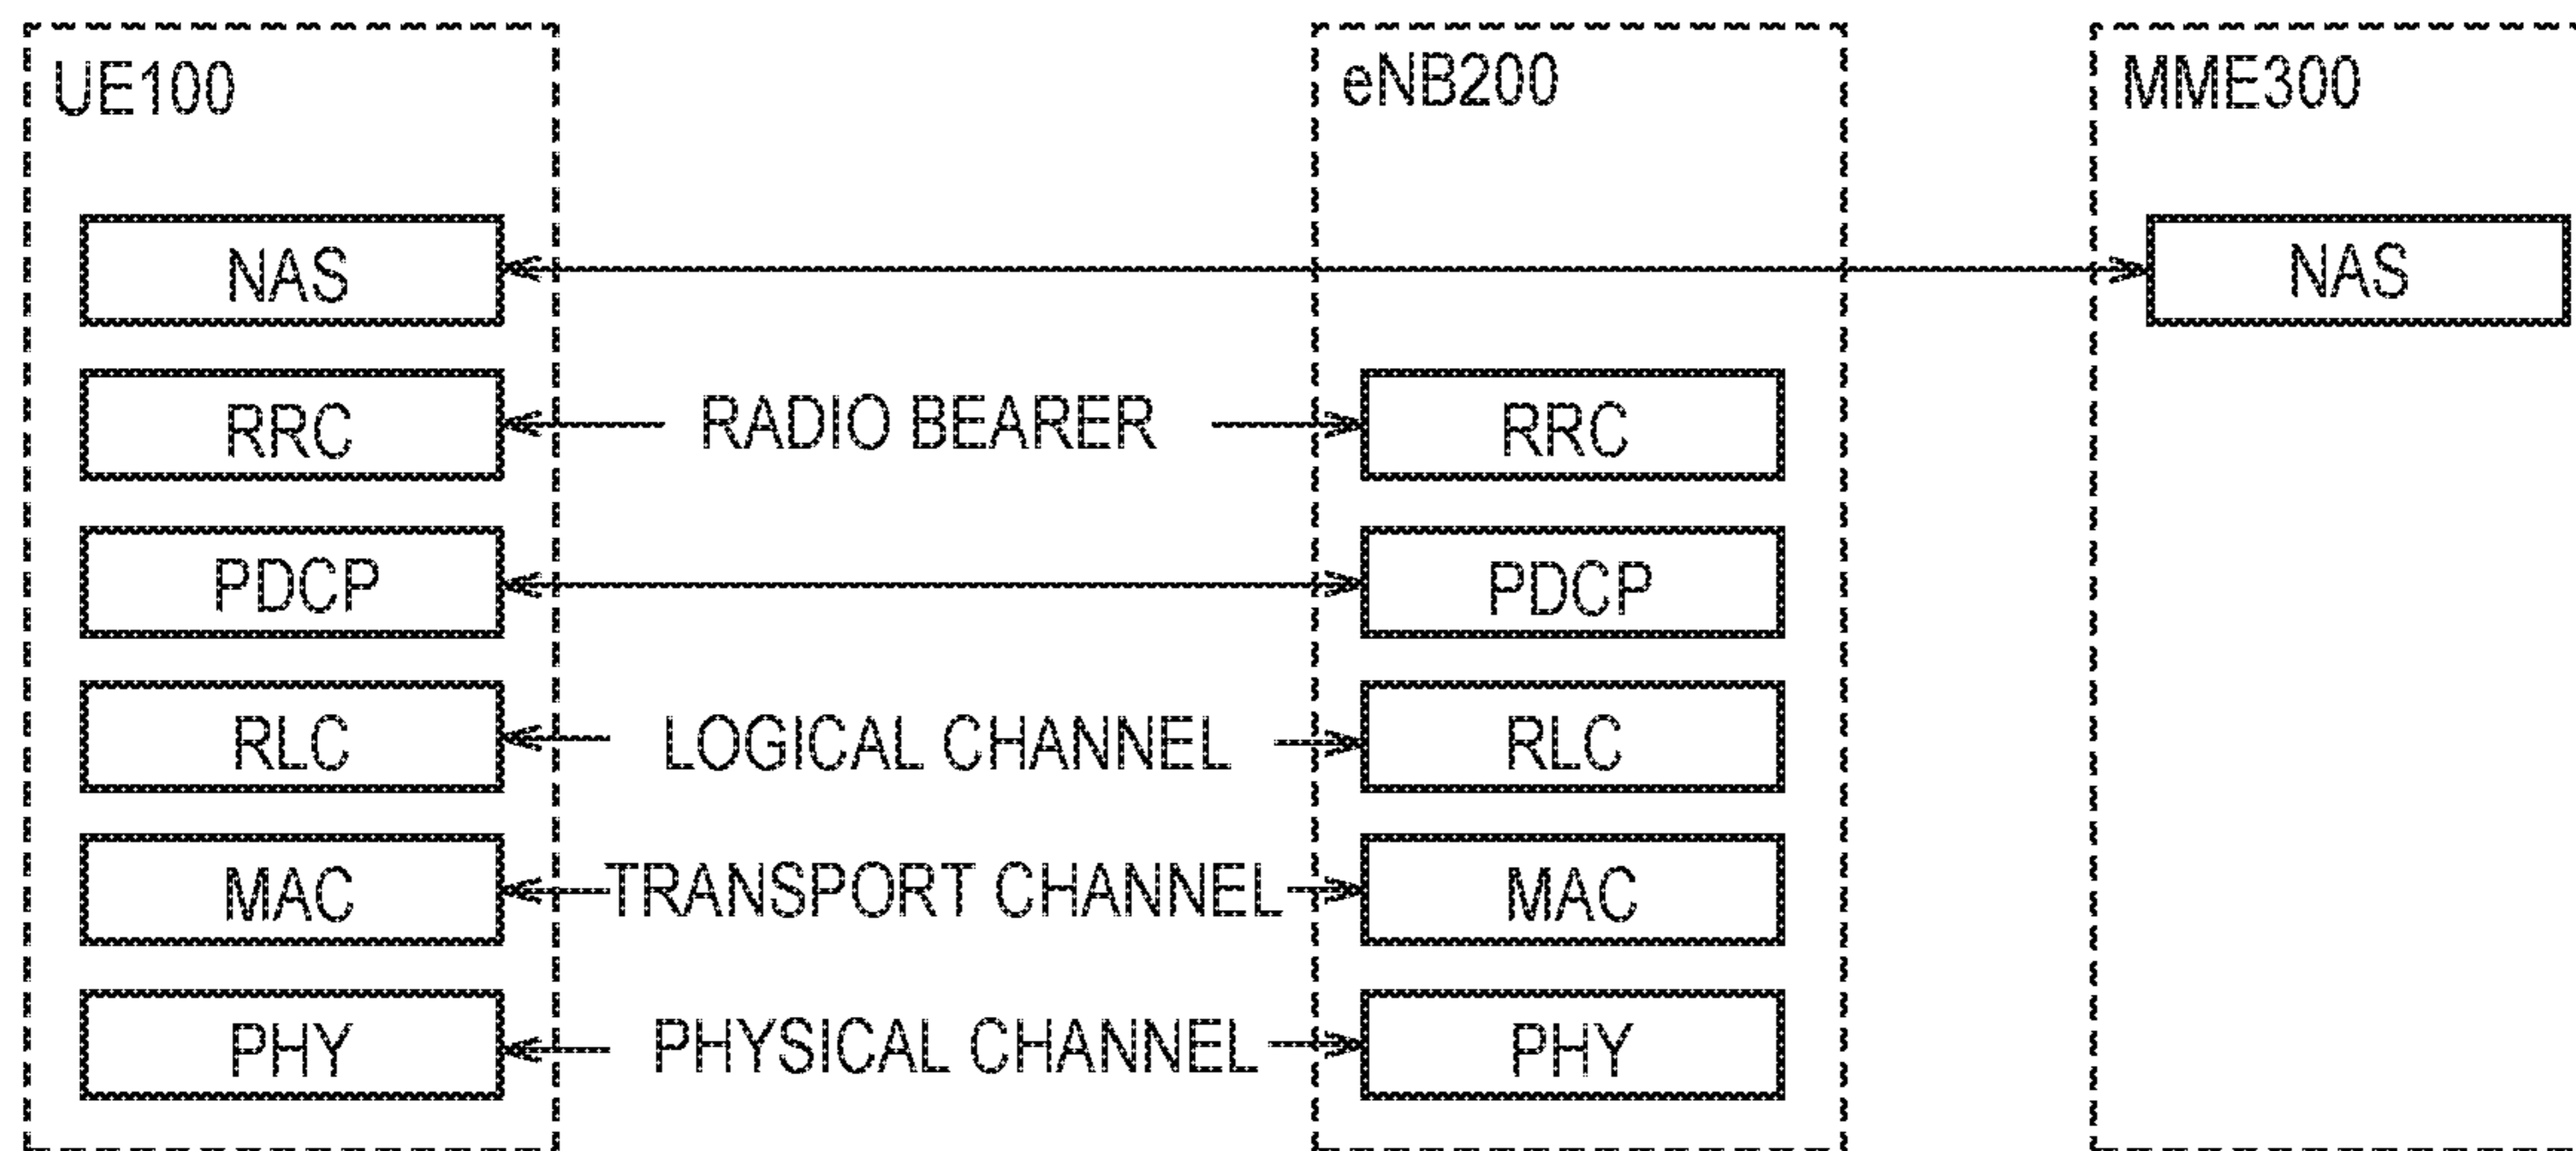 UE100 eNB200 MME300
NAS NAS
RRC RADIO BEARER RRC
PDCP PDCP
RLC LOGICAL CHANNEL RLC
MAC TRANSPORT CHANNEL MAC
PHY PHYSICAL CHANNEL PHY